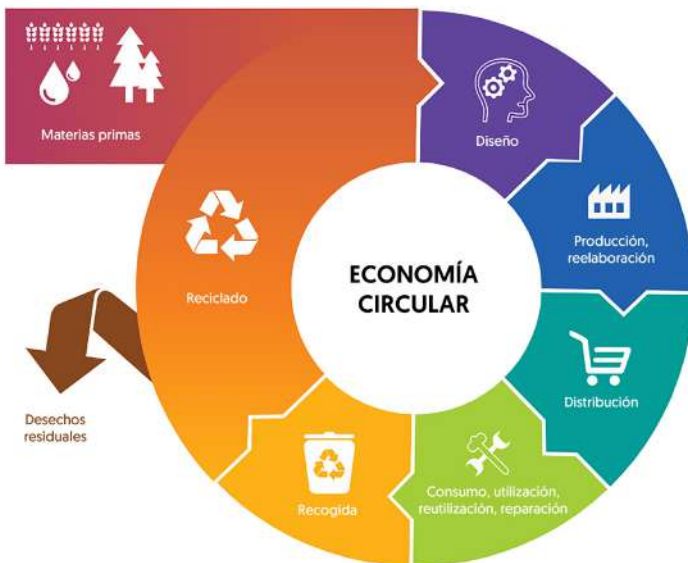 Materias primas
Diseño
Producción,
reelaboración
Reciclado
ECONOMÍA
CIRCULAR
Distribución
Desechos
residuales
Recogida
Consumo, utilización,
reutilización, reparación